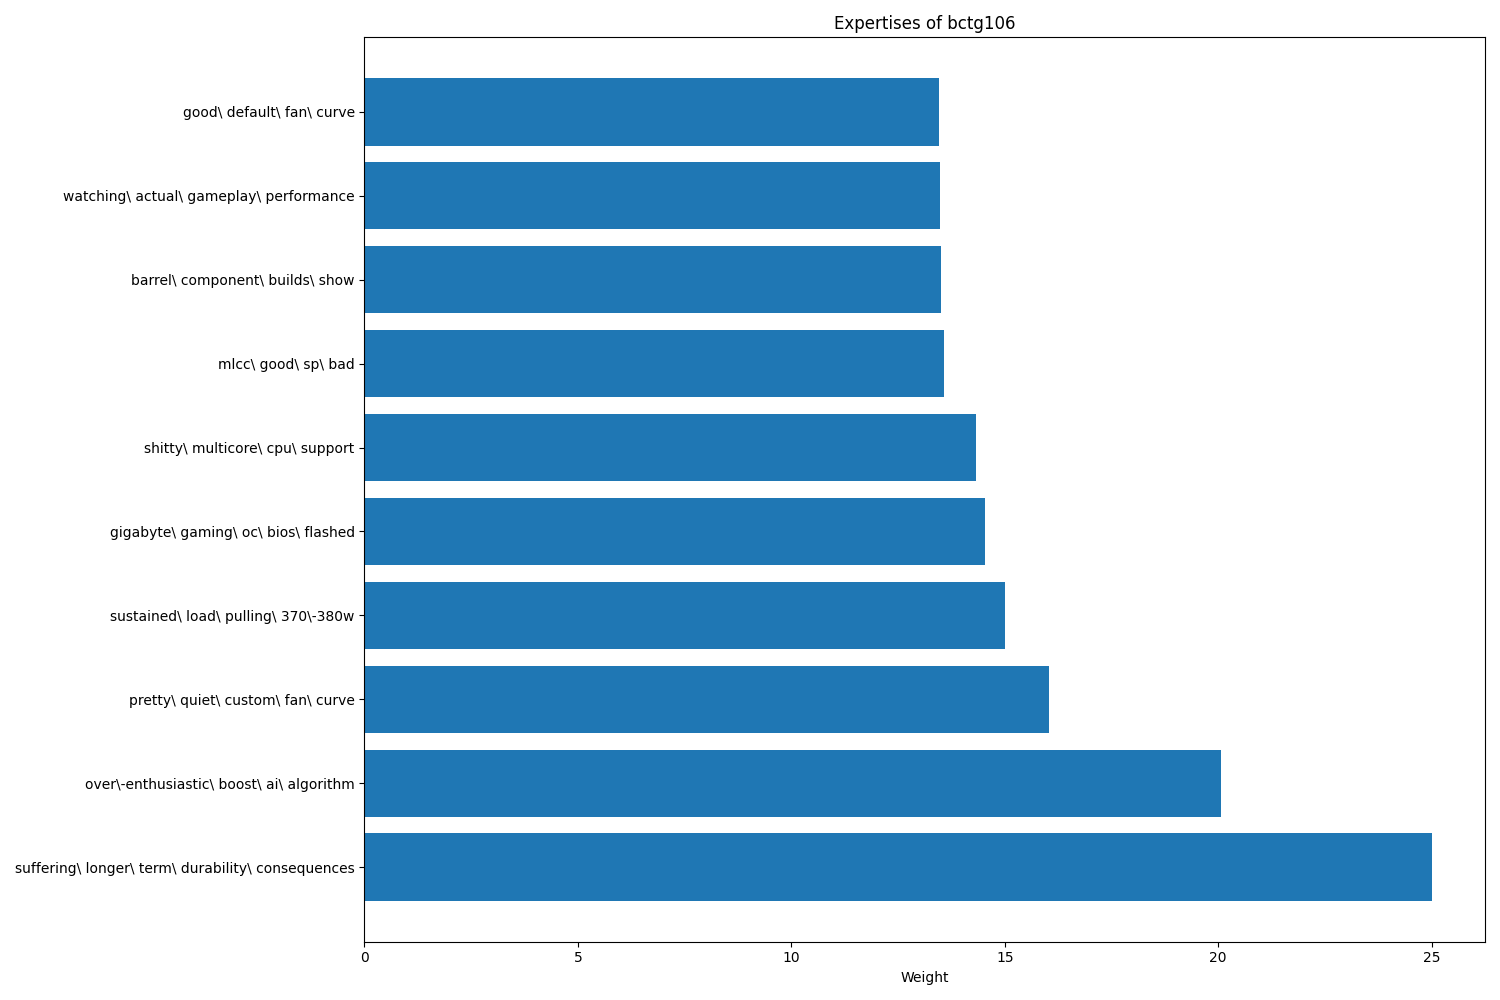 Expertises of bctg106
good\ default\ fan\ curve
watching\ actual\ gameplay\ performance
barrel\ component\ builds\ show
mlcc\ good\ sp\ bad
shitty\ multicore\ cpu\ support
gigabyte\ gaming\ oc\ bios\ flashed
sustained\ load\ pulling\ 370\-380w
pretty\ quiet\ custom\ fan\ curve
over\-enthusiastic\ boost\ ai\ algorithm
suffering\ longer\ term\ durability\ consequences
0 5 10 15 20 25
Weight